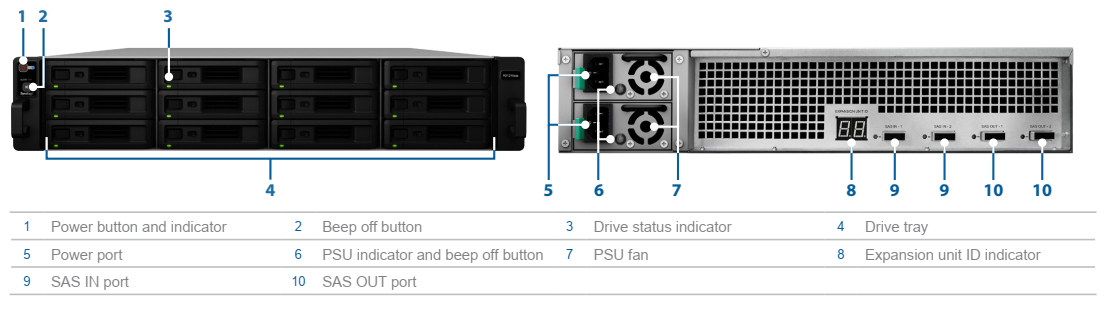 1 2 3
4
EXPANSION UNIT ID
SAS IN - 1 SAS IN - 2 SAS OUT - 1 SAS OUT - 2
5 6 7 8 9 9 10 10
1 Power button and indicator 2 Beep off button 3 Drive status indicator 4 Drive tray
5 Power port 6 PSU indicator and beep off button 7 PSU fan 8 Expansion unit ID indicator
9 SAS IN port 10 SAS OUT port